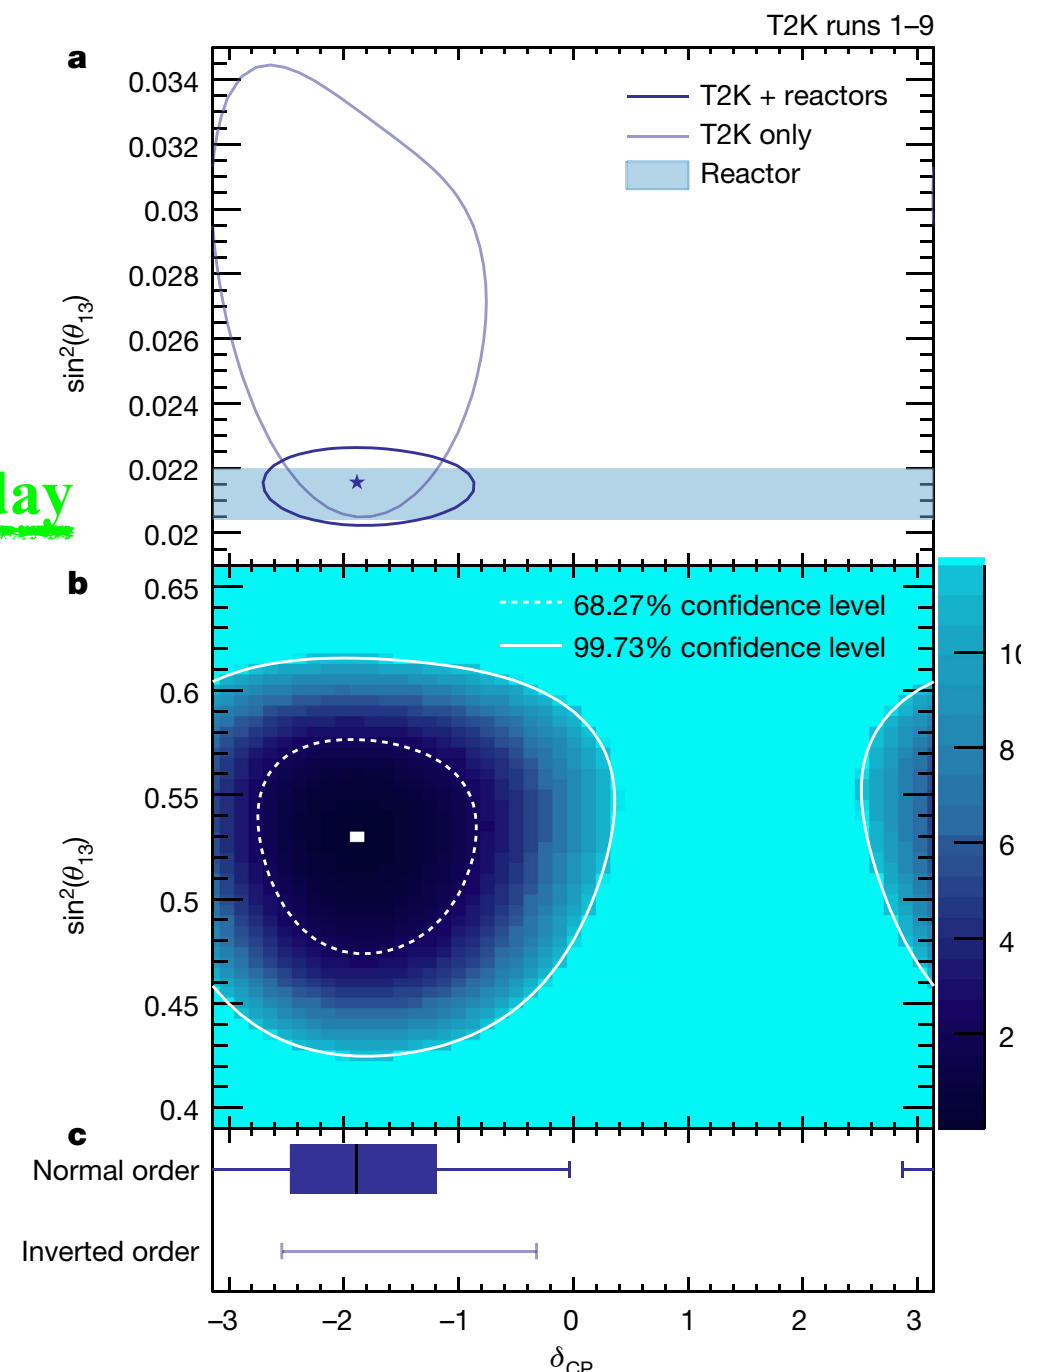 T2K runs 1–9
a
0.034
0.032
0.03
0.028
0.026
0.024
0.022
0.02
sin²(θ₁₃)
T2K + reactors
T2K only
Reactor
day
b
0.65
0.6
0.55
0.5
0.45
0.4
sin²(θ₁₃)
68.27% confidence level
99.73% confidence level
8
6
4
2
c
Normal order
Inverted order
–3 –2 –1 0 1 2 3
δCP